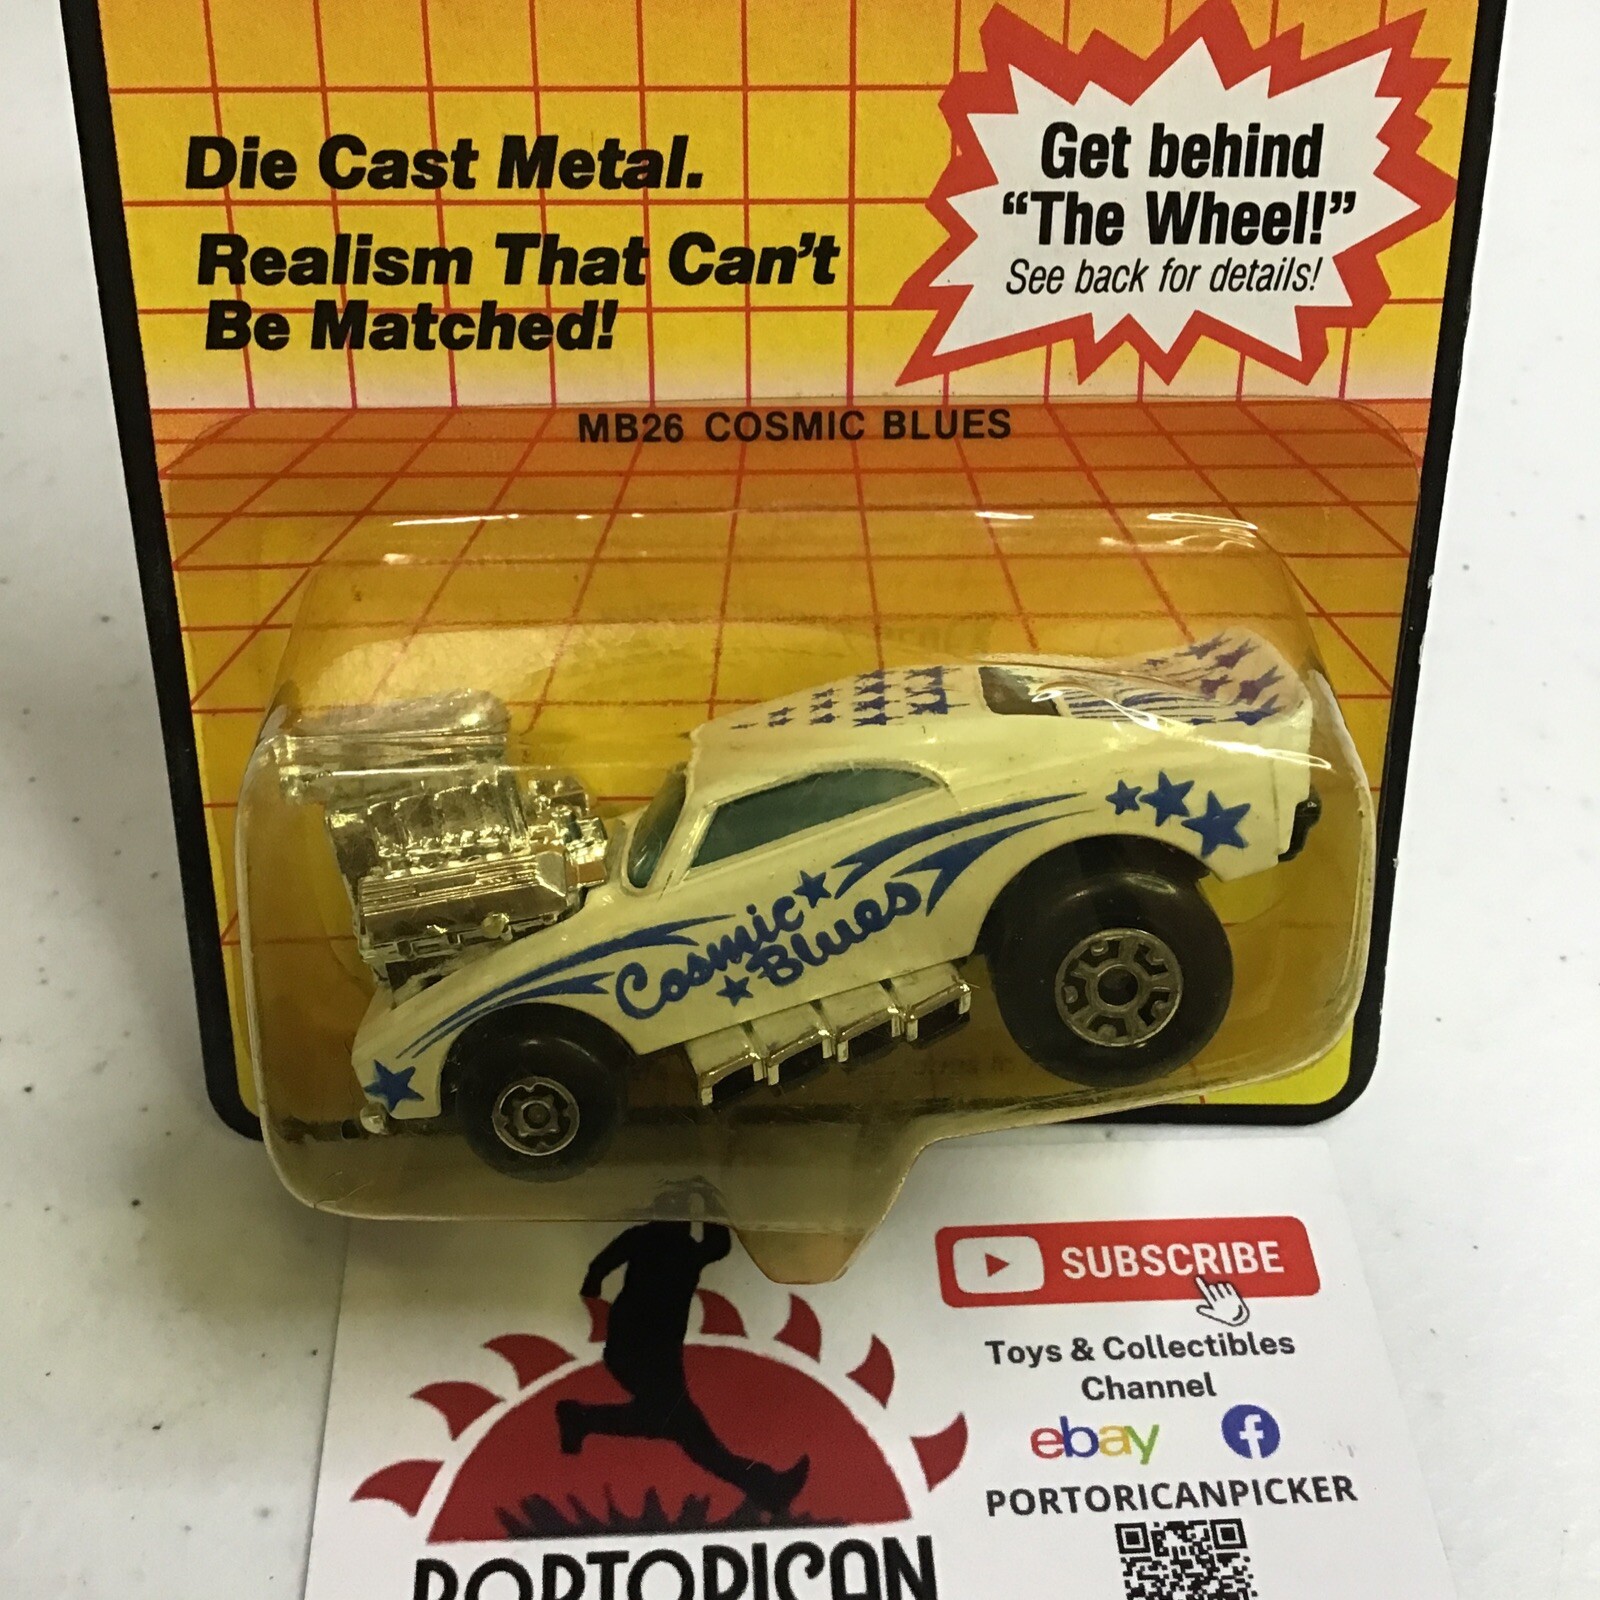 Die Cast Metal.
Realism That Can't
Be Matched!
Get behind
“The Wheel!”
See back for details!
MB26 COSMIC BLUES
Cosmic
Blues
SUBSCRIBE
Toys & Collectibles
Channel
ebay
f
PORTORICANPICKER
PORTORICAN